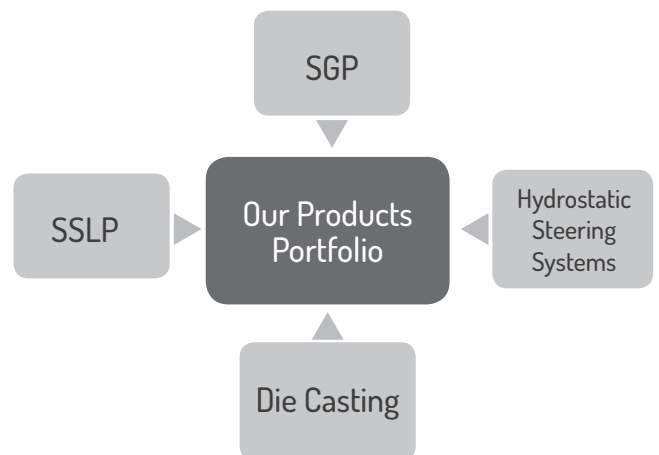 SGP
SSLP
Our Products
Portfolio
Hydrostatic
Steering
Systems
Die Casting